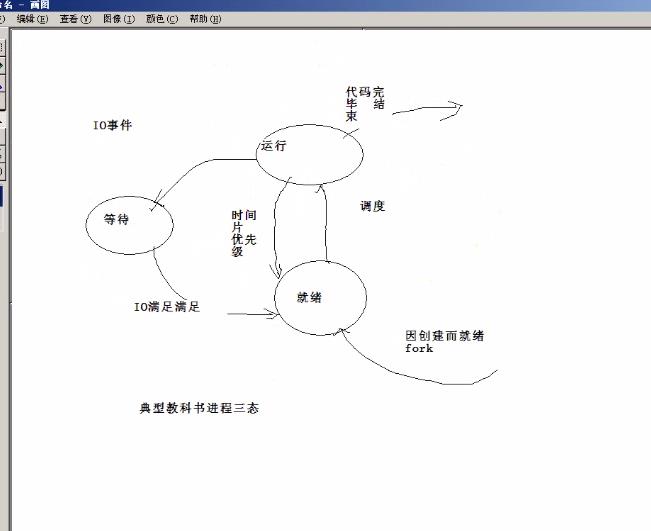 名 - 画图
编辑(E) 查看(V) 图像(I) 颜色(C) 帮助(H)
代码完
毕 结
束
IO事件
运行
等待
时间
片
优先
级
调度
就绪
IO满足满足
因创建而就绪
fork
典型教科书进程三态